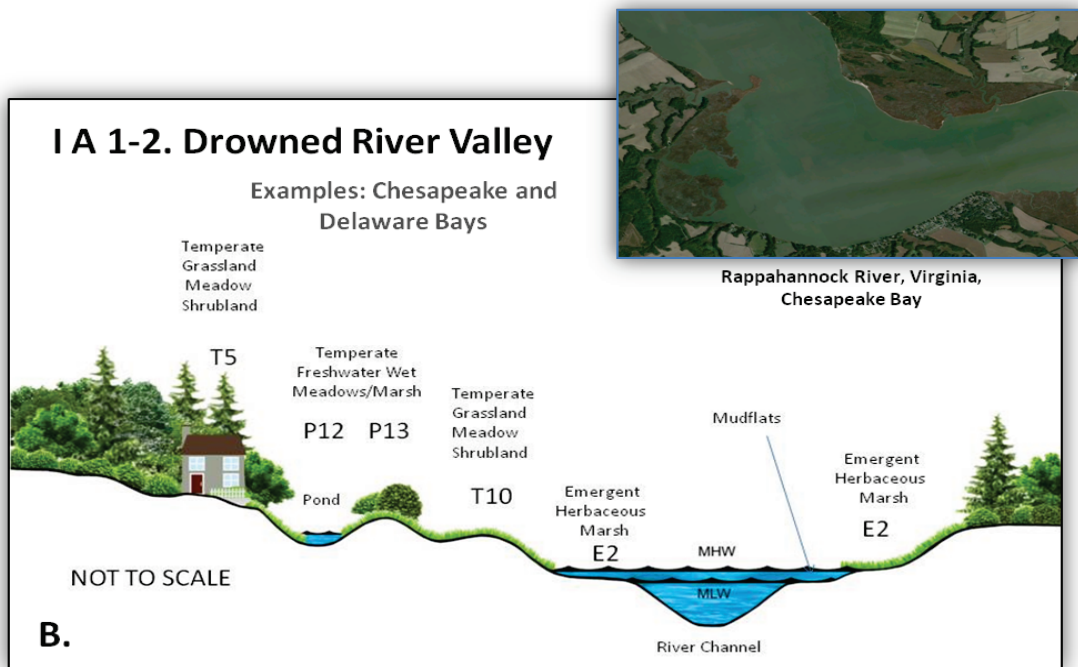 I A 1-2. Drowned River Valley
Examples: Chesapeake and
Delaware Bays
Rappahannock River, Virginia,
Chesapeake Bay
Temperate
Grassland
Meadow
Shrubland
T5
Temperate
Freshwater Wet
Meadows/Marsh
P12 P13
Pond
Temperate
Grassland
Meadow
Shrubland
T10
Emergent
Herbaceous
Marsh
E2
Mudflats
Emergent
Herbaceous
Marsh
E2
MHW
MLW
River Channel
NOT TO SCALE
B.